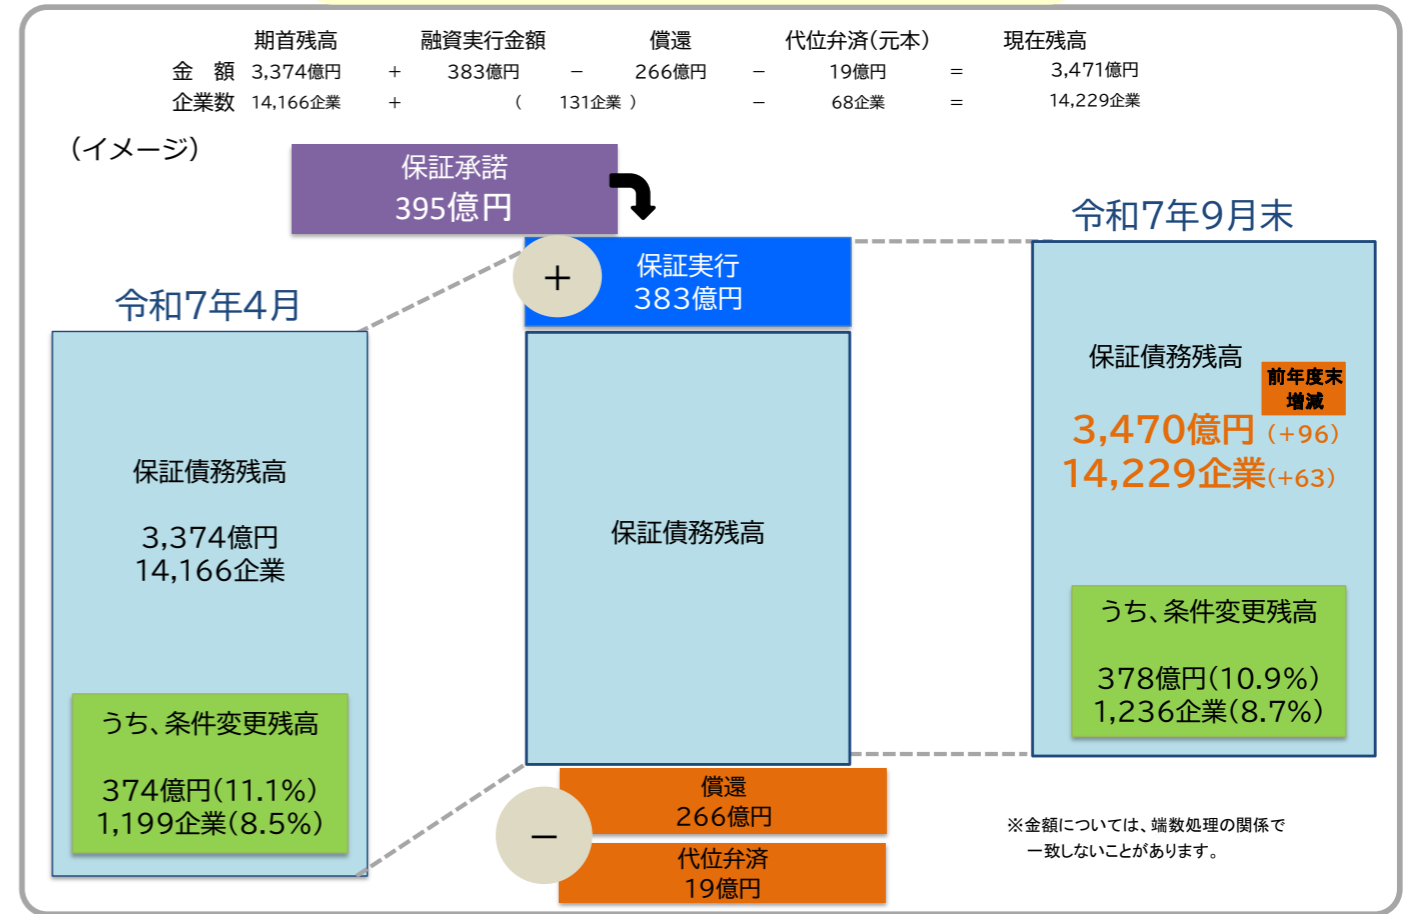 期首残高 融資実行金額 償還 代位弁済(元本) 現在残高
金 額 3,374億円 + 383億円 － 266億円 － 19億円 = 3,471億円
企業数 14,166企業 + ( 131企業 ) － 68企業 = 14,229企業
(イメージ)
保証承諾
395億円
令和7年9月末
+
保証実行
383億円
令和7年4月
保証債務残高
3,374億円
14,166企業
うち、条件変更残高
374億円(11.1%)
1,199企業(8.5%)
保証債務残高
－
償還
266億円
代位弁済
19億円
保証債務残高
前年度末
増減
3,470億円(+96)
14,229企業(+63)
うち、条件変更残高
378億円(10.9%)
1,236企業(8.7%)
※金額については、端数処理の関係で
一致しないことがあります。